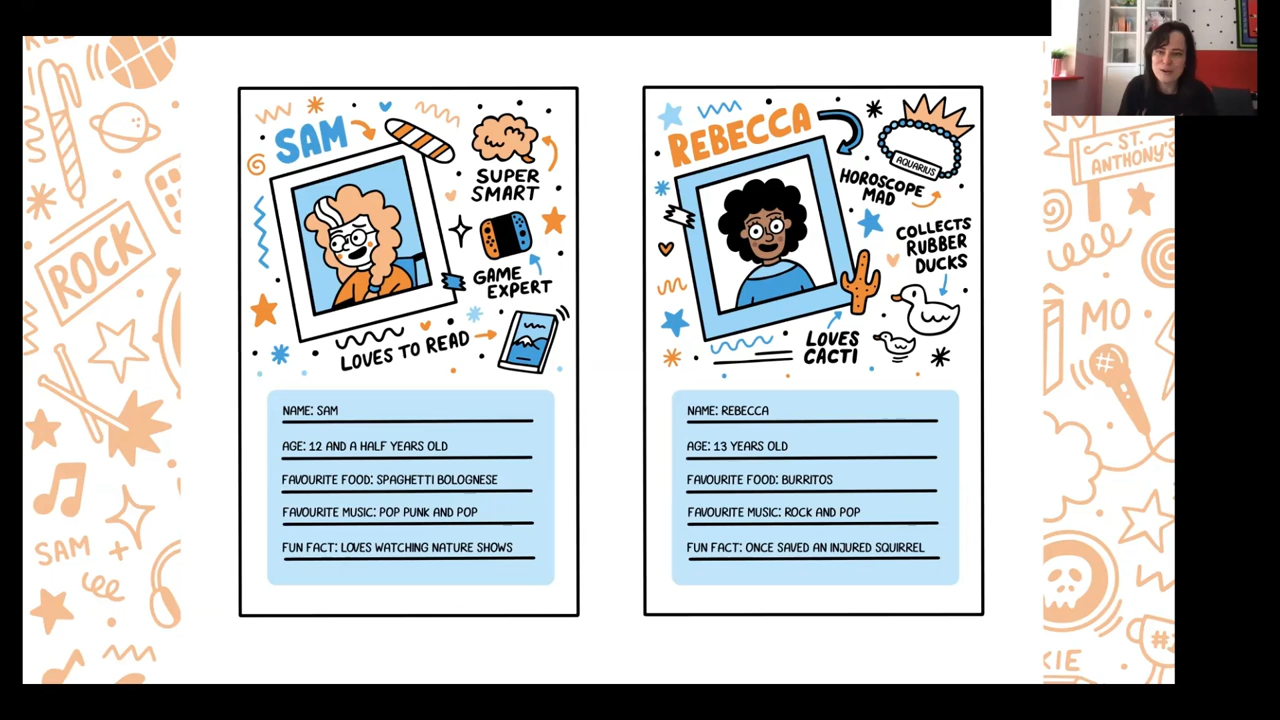 ROCK
SAM
SAM
SUPER
SMART
GAME
EXPERT
LOVES TO READ
NAME: SAM
AGE: 12 AND A HALF YEARS OLD
FAVOURITE FOOD: SPAGHETTI BOLOGNESE
FAVOURITE MUSIC: POP PUNK AND POP
FUN FACT: LOVES WATCHING NATURE SHOWS
REBECCA
AQUARIUS
HOROSCOPE
MAD
COLLECTS
RUBBER
DUCKS
LOVES
CACTI
NAME: REBECCA
AGE: 13 YEARS OLD
FAVOURITE FOOD: BURRITOS
FAVOURITE MUSIC: ROCK AND POP
FUN FACT: ONCE SAVED AN INJURED SQUIRREL
ST.
ANTHONY'S
MO
#1